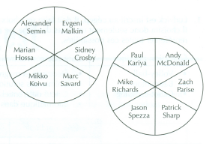 Alexander
Semin
Evgeni
Malkin
Marian
Hossa
Sidney
Crosby
Mikko
Koivu
Marc
Savard
Paul
Kariya
Andy
McDonald
Mike
Richards
Zach
Parise
Jason
Spezza
Patrick
Sharp